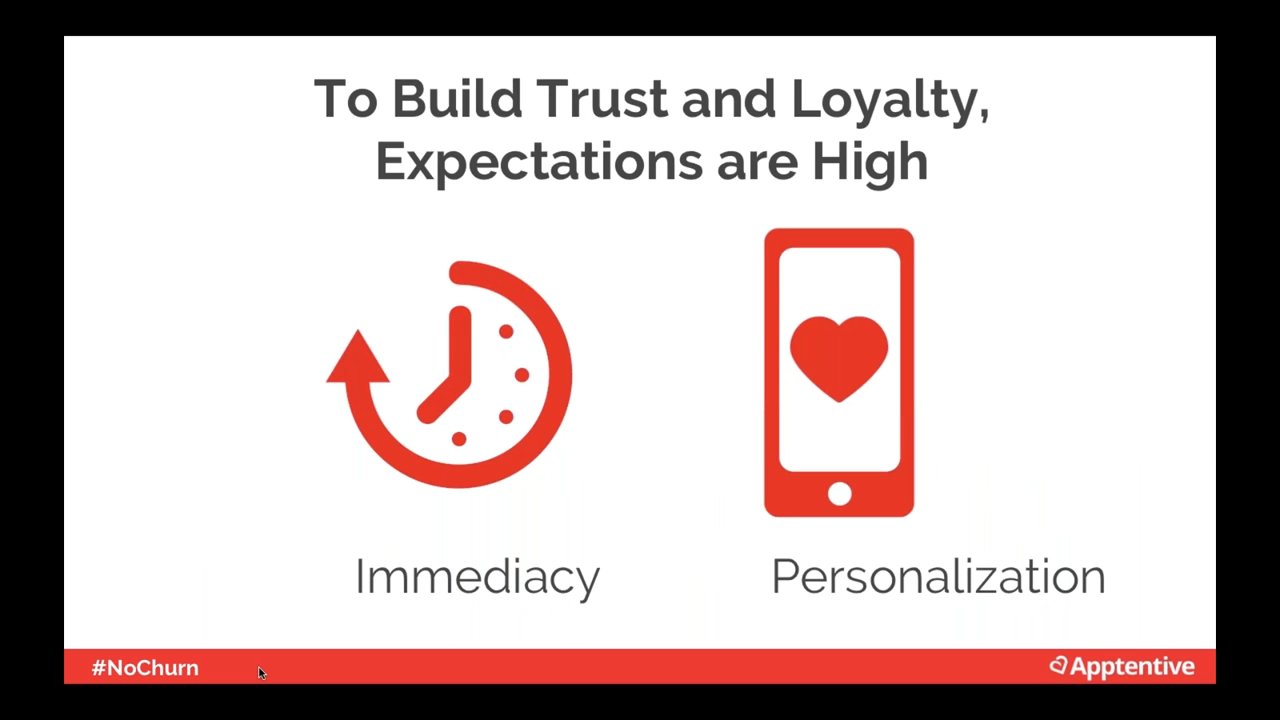 To Build Trust and Loyalty,
Expectations are High
Immediacy
Personalization
#NoChurn
Apptentive